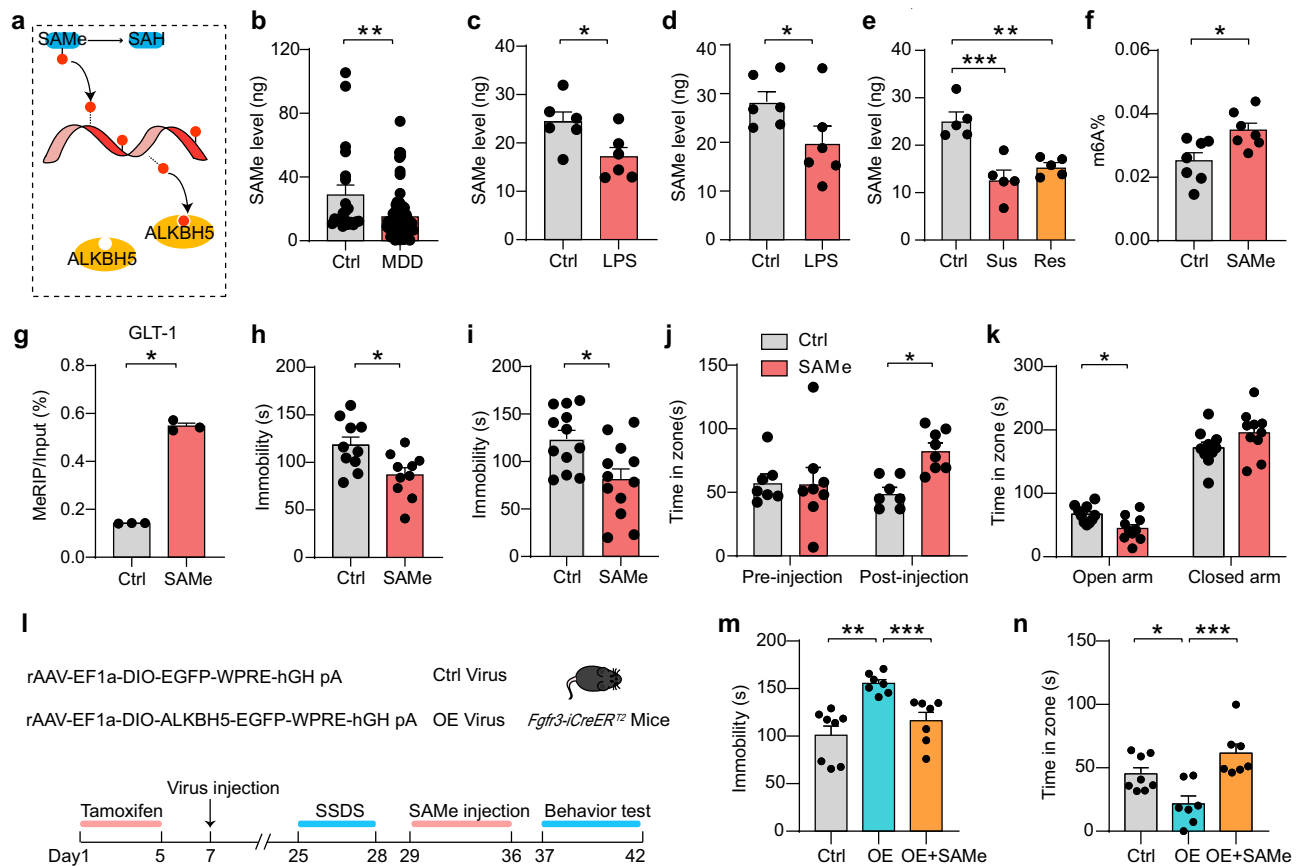 a
SAMe
SAH
ALKBH5
ALKBH5
b
**
SAMe level (ng)
120
80
40
0
Ctrl
MDD
c
*
SAMe level (ng)
40
30
20
10
0
Ctrl
LPS
d
*
SAMe level (ng)
40
30
20
10
0
Ctrl
LPS
e
**
***
SAMe level (ng)
50
40
30
20
10
0
Ctrl
Sus
Res
f
*
m6A%
0.06
0.04
0.02
0.00
Ctrl
SAMe
g
GLT-1
*
MeRIP/Input (%)
0.8
0.6
0.4
0.2
0.0
Ctrl
SAMe
h
*
Immobility (s)
200
150
100
50
0
Ctrl
SAMe
i
*
Immobility (s)
200
150
100
50
0
Ctrl
SAMe
j
Ctrl
SAMe
*
Time in zone(s)
150
100
50
0
Pre-injection
Post-injection
k
*
Time in zone (s)
300
200
100
0
Open arm
Closed arm
l
rAAV-EF1a-DIO-EGFP-WPRE-hGH pA
Ctrl Virus
rAAV-EF1a-DIO-ALKBH5-EGFP-WPRE-hGH pA
OE Virus
Fgfr3-iCreERT2 Mice
Virus injection
Tamoxifen
SSDS
SAMe injection
Behavior test
Day1
5
7
25
28
29
36
37
42
m
**
***
Immobility (s)
200
150
100
50
0
Ctrl
OE
OE+SAMe
n
*
***
Time in zone (s)
150
100
50
0
Ctrl
OE
OE+SAMe